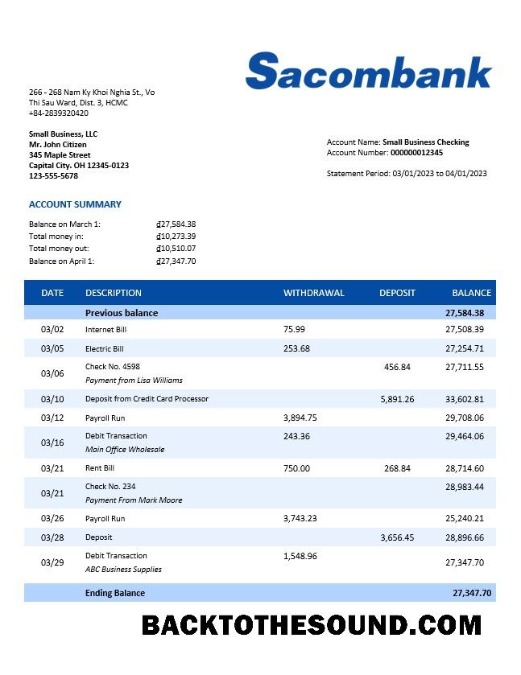 Sacombank
266 - 268 Nam Ky Khoi Nghia St., Vo
Thi Sau Ward, Dist. 3, HCMC
+84-2839320420
Small Business, LLC
Mr. John Citizen
345 Maple Street
Capital City. OH 12345-0123
123-555-5678
Account Name: Small Business Checking
Account Number: 000000012345
Statement Period: 03/01/2023 to 04/01/2023
ACCOUNT SUMMARY
Balance on March 1: ₫27,584.38
Total money in: ₫10,273.39
Total money out: ₫10,510.07
Balance on April 1: ₫27,347.70
DATE DESCRIPTION WITHDRAWAL DEPOSIT BALANCE
Previous balance 27,584.38
03/02 Internet Bill 75.99 27,508.39
03/05 Electric Bill 253.68 27,254.71
03/06 Check No. 4598 456.84 27,711.55
Payment from Lisa Williams
03/10 Deposit from Credit Card Processor 5,891.26 33,602.81
03/12 Payroll Run 3,894.75 29,708.06
03/16 Debit Transaction 243.36 29,464.06
Main Office Wholesale
03/21 Rent Bill 750.00 268.84 28,714.60
03/21 Check No. 234 28,983.44
Payment From Mark Moore
03/26 Payroll Run 3,743.23 25,240.21
03/28 Deposit 3,656.45 28,896.66
03/29 Debit Transaction 1,548.96 27,347.70
ABC Business Supplies
Ending Balance 27,347.70
BACKTOTHESOUND.COM